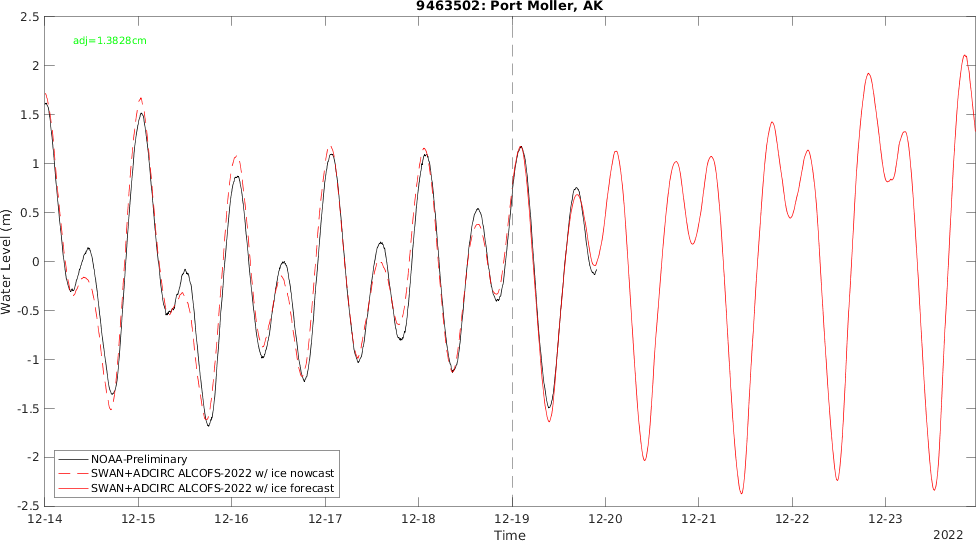 9463502: Port Moller, AK
adj=1.3828cm
Water Level (m)
2.5
2
1.5
1
0.5
0
-0.5
-1
-1.5
-2
-2.5
NOAA-Preliminary
SWAN+ADCIRC ALCOFS-2022 w/ ice nowcast
SWAN+ADCIRC ALCOFS-2022 w/ ice forecast
12-14 12-15 12-16 12-17 12-18 12-19 12-20 12-21 12-22 12-23
Time
2022